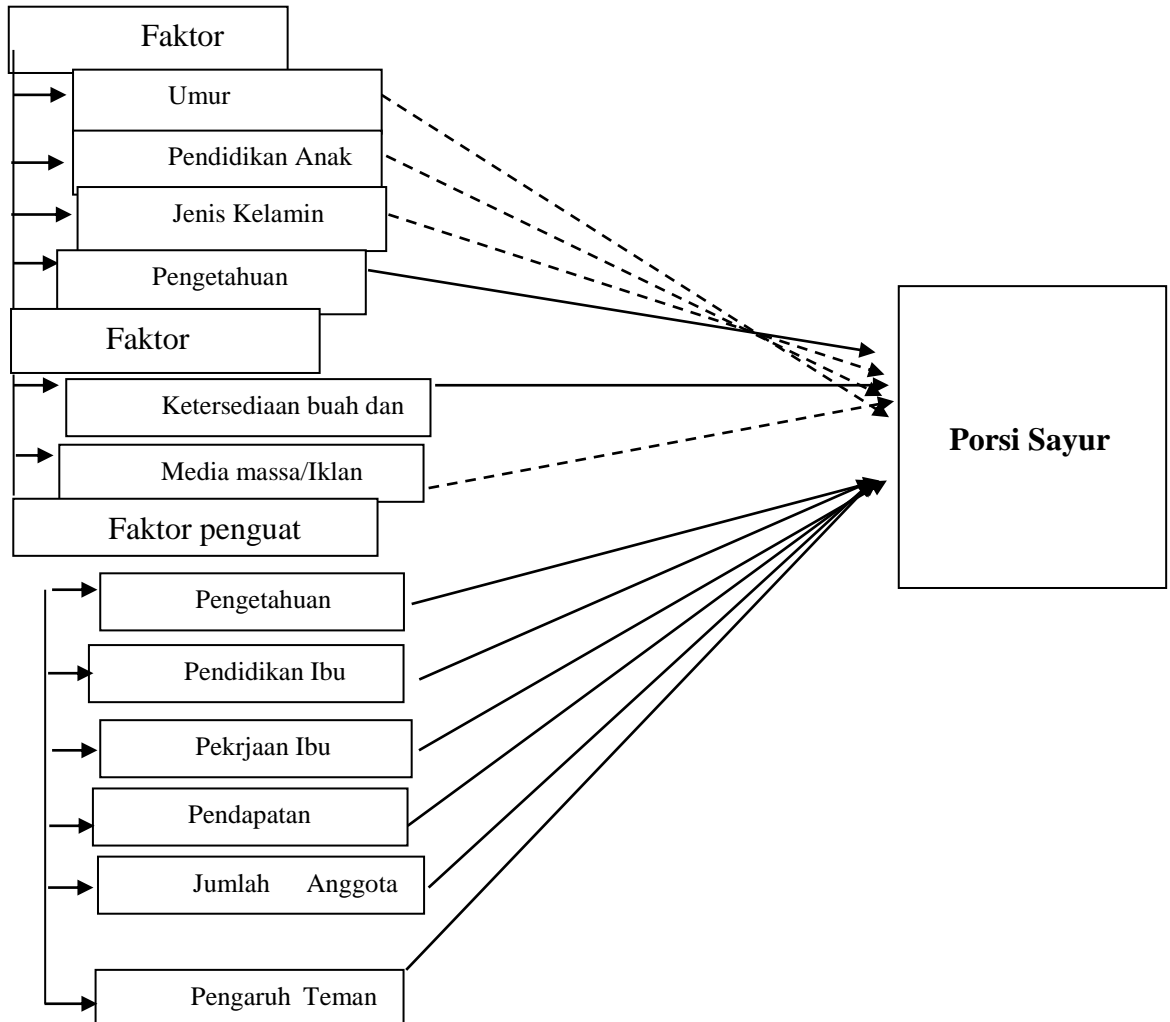 Faktor
Umur
Pendidikan Anak
Jenis Kelamin
Pengetahuan
Faktor
Ketersediaan buah dan
Media massa/Iklan
Faktor penguat
Pengetahuan
Pendidikan Ibu
Pekrjaan Ibu
Pendapatan
Jumlah Anggota
Pengaruh Teman
Porsi Sayur